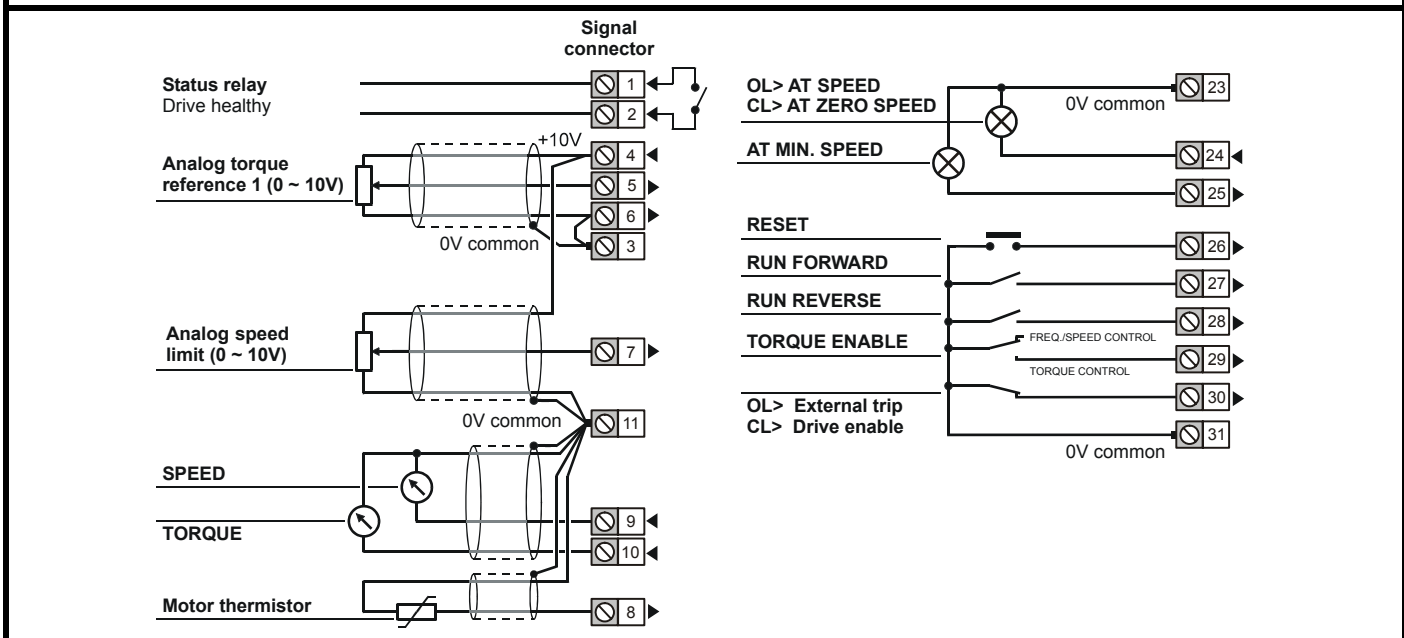 Signal
connector
Status relay
Drive healthy
1
2
+10V
4
Analog torque
reference 1 (0 ~ 10V)
5
6
0V common
3
Analog speed
limit (0 ~ 10V)
7
0V common
11
SPEED
9
TORQUE
10
Motor thermistor
8
OL> AT SPEED
CL> AT ZERO SPEED
0V common
23
AT MIN. SPEED
24
25
RESET
26
RUN FORWARD
27
RUN REVERSE
28
TORQUE ENABLE
FREQ./SPEED CONTROL
29
TORQUE CONTROL
30
OL> External trip
CL> Drive enable
31
0V common